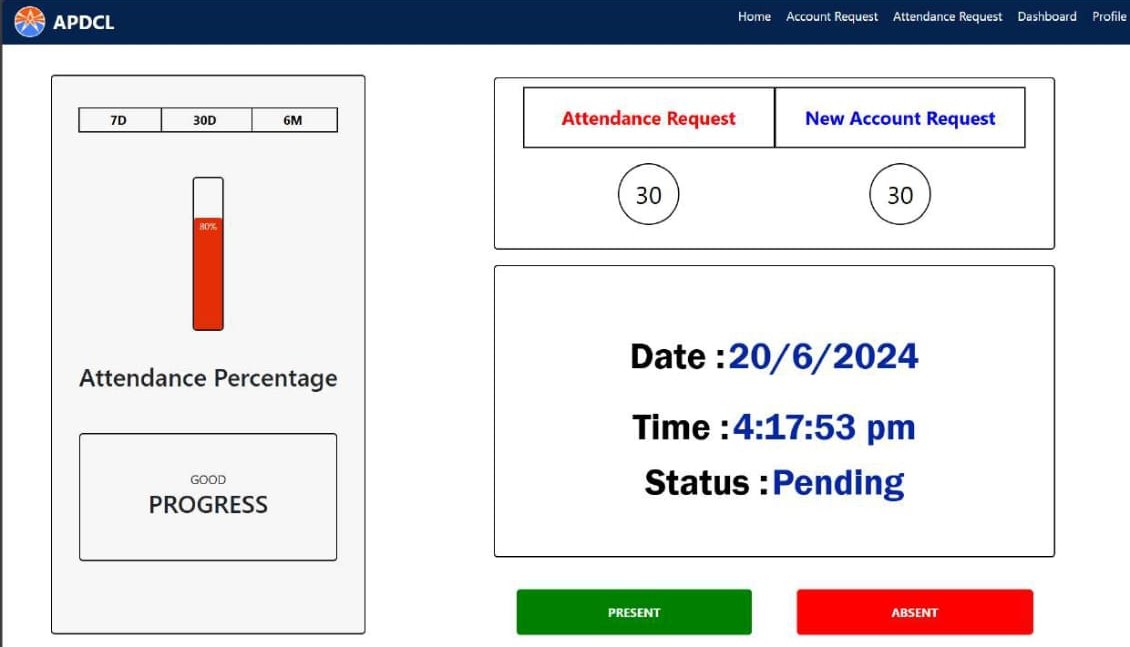 APDCL
Home Account Request Attendance Request Dashboard Profile
7D 30D 6M
80%
Attendance Percentage
GOOD
PROGRESS
Attendance Request New Account Request
30 30
Date :20/6/2024
Time :4:17:53 pm
Status :Pending
PRESENT ABSENT